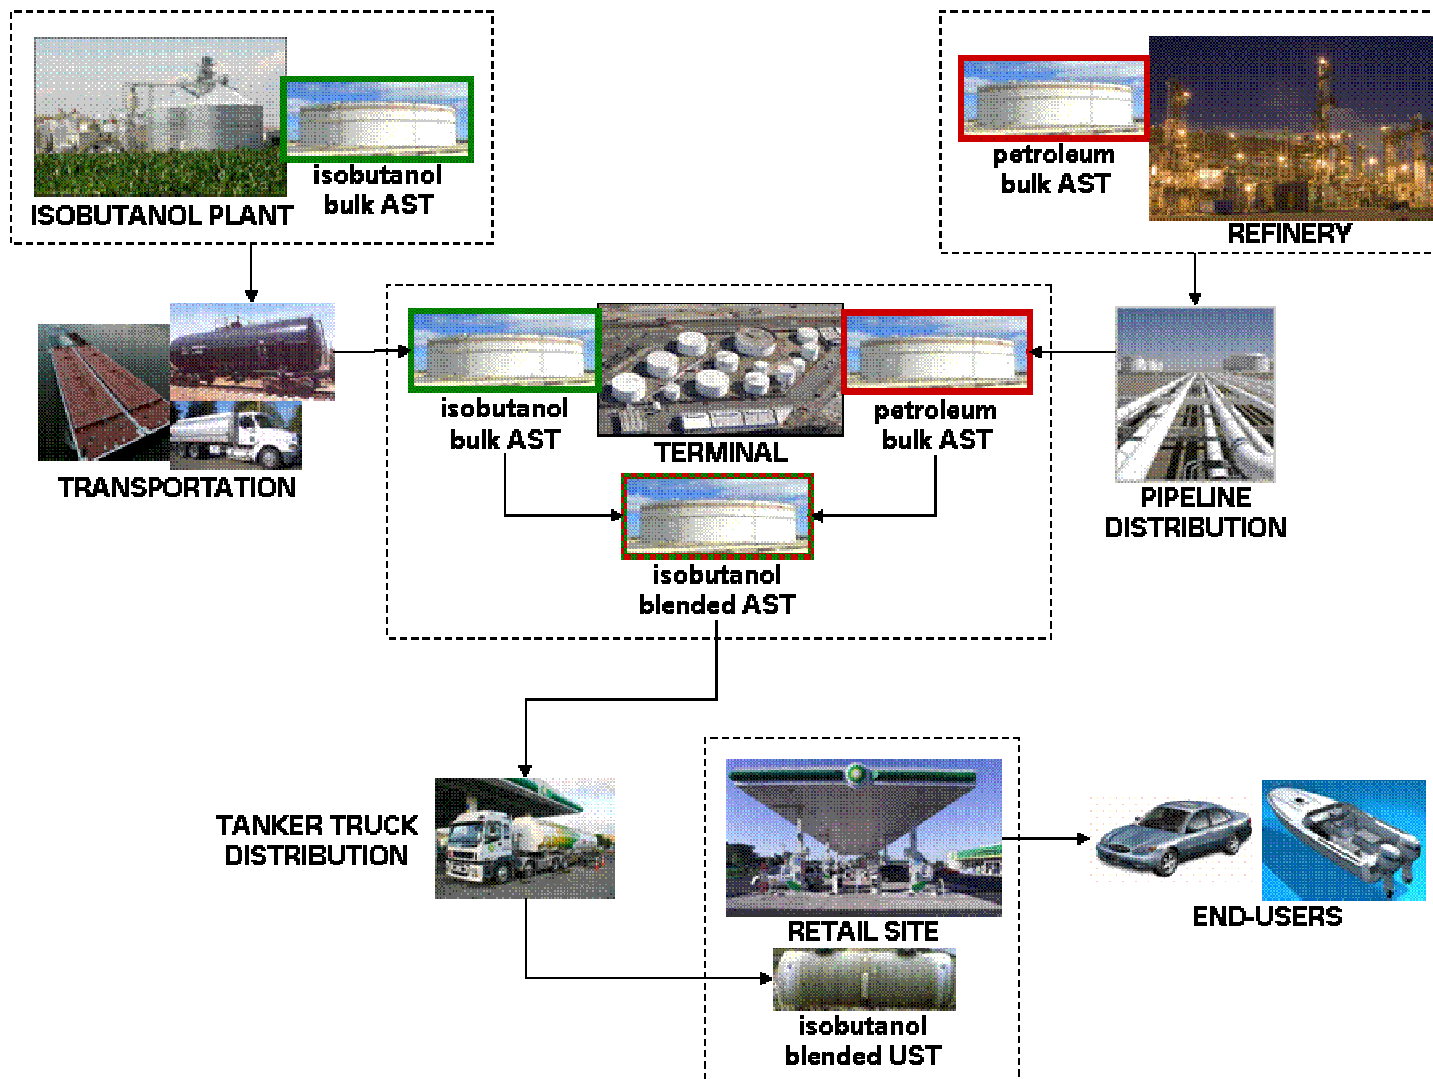 isobutanol
bulk AST
ISOBUTANOL PLANT
petroleum
bulk AST
REFINERY
TRANSPORTATION
isobutanol
bulk AST
TERMINAL
petroleum
bulk AST
PIPELINE
DISTRIBUTION
isobutanol
blended AST
TANKER TRUCK
DISTRIBUTION
RETAIL SITE
isobutanol
blended UST
END-USERS